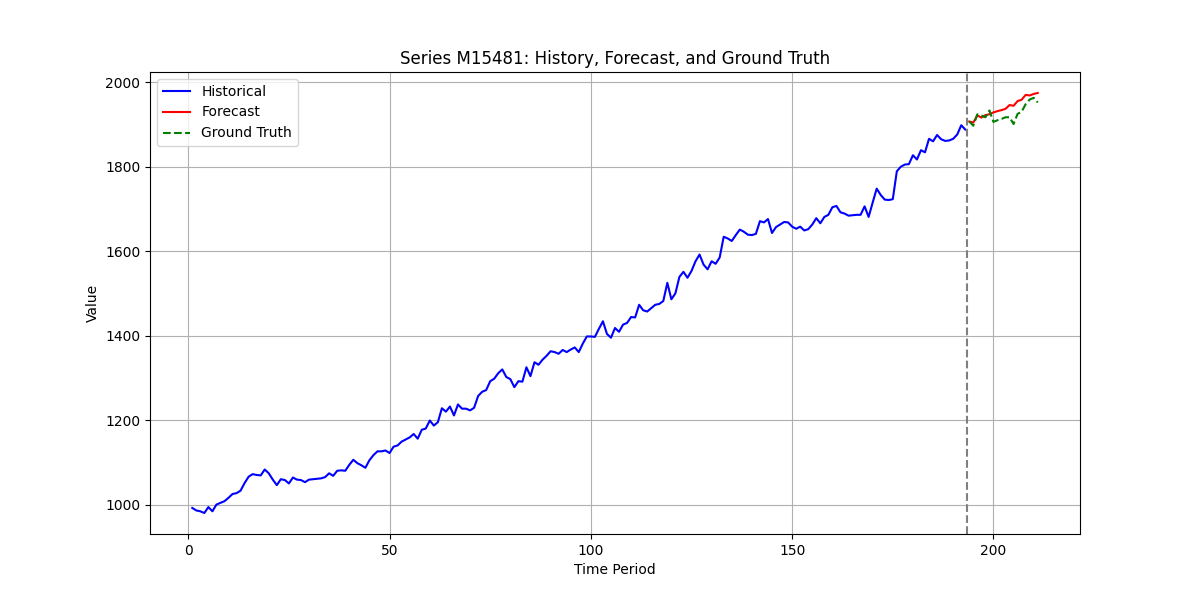 Series M15481: History, Forecast, and Ground Truth
Historical
Forecast
Ground Truth
2000
1800
1600
1400
1200
1000
Value
0 50 100 150 200
Time Period